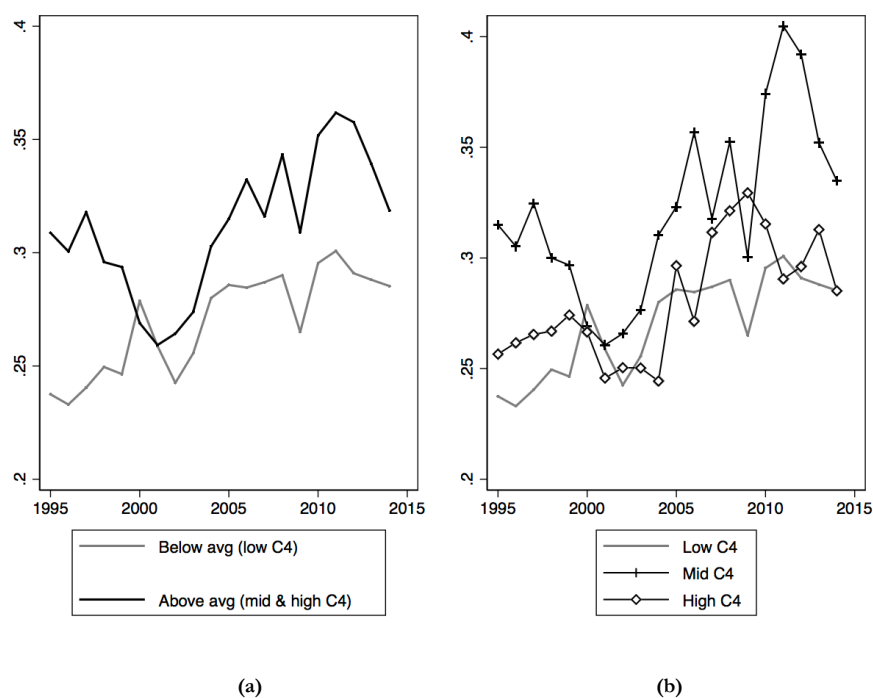 .4
.35
.3
.25
.2
1995 2000 2005 2010 2015
Below avg (low C4)
Above avg (mid & high C4)
(a)
.4
.35
.3
.25
.2
1995 2000 2005 2010 2015
Low C4
Mid C4
High C4
(b)